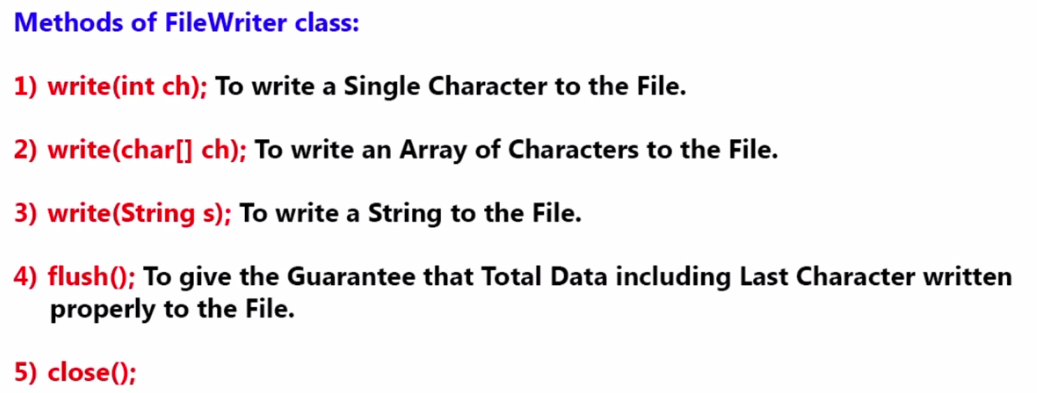 Methods of FileWriter class:
1) write(int ch); To write a Single Character to the File.
2) write(char[] ch); To write an Array of Characters to the File.
3) write(String s); To write a String to the File.
4) flush(); To give the Guarantee that Total Data including Last Character written
properly to the File.
5) close();